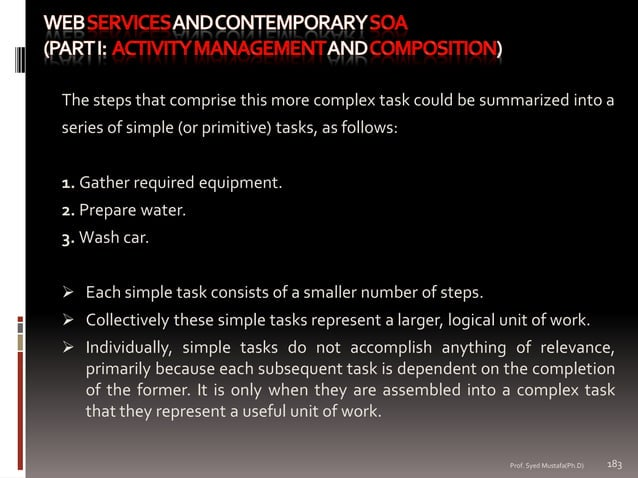 WEB SERVICES AND CONTEMPORARY SOA
(PART I: ACTIVITY MANAGEMENT AND COMPOSITION)
The steps that comprise this more complex task could be summarized into a
series of simple (or primitive) tasks, as follows:
1. Gather required equipment.
2. Prepare water.
3. Wash car.
➢ Each simple task consists of a smaller number of steps.
➢ Collectively these simple tasks represent a larger, logical unit of work.
➢ Individually, simple tasks do not accomplish anything of relevance,
primarily because each subsequent task is dependent on the completion
of the former. It is only when they are assembled into a complex task
that they represent a useful unit of work.
Prof. Syed Mustafa(Ph.D) 183